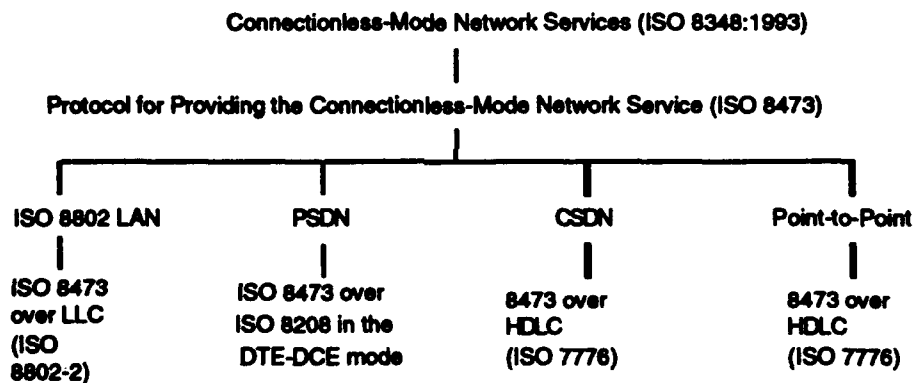 Connectionless-Mode Network Services (ISO 8348:1993)
Protocol for Providing the Connectionless-Mode Network Service (ISO 8473)
ISO 8802 LAN
PSDN
CSDN
Point-to-Point
ISO 8473
over LLC
(ISO
8802-2)
ISO 8473 over
ISO 8208 in the
DTE-DCE mode
8473 over
HDLC
(ISO 7776)
8473 over
HDLC
(ISO 7776)